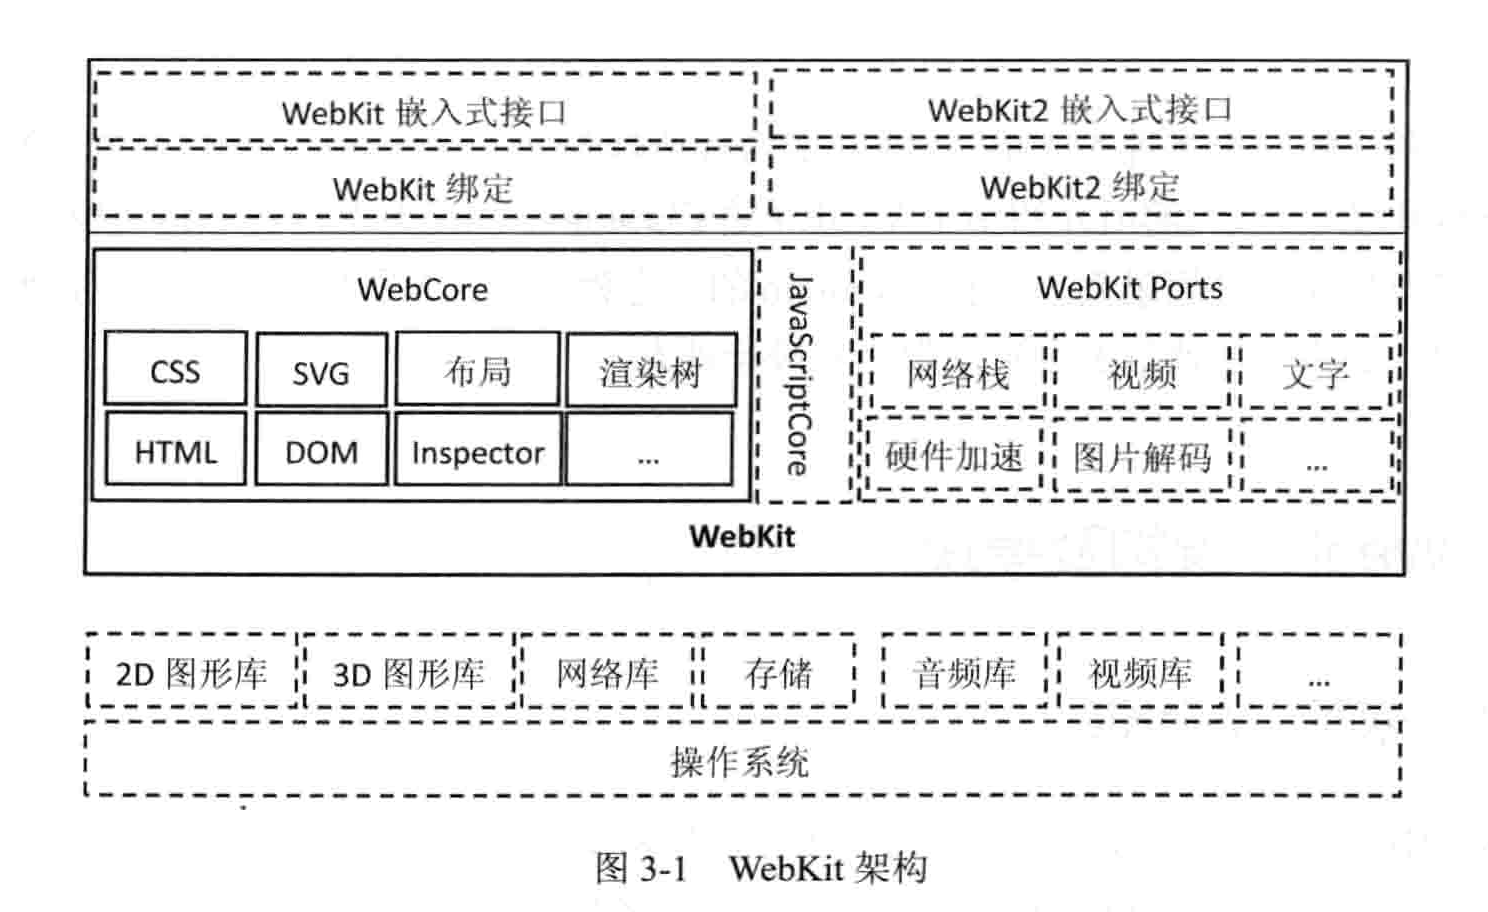 WebKit 嵌入式接口
WebKit2 嵌入式接口
WebKit 绑定
WebKit2 绑定
WebCore
CSS
SVG
布局
渲染树
HTML
DOM
Inspector
...
JavaScriptCore
WebKit Ports
网络栈
视频
文字
硬件加速
图片解码
...
WebKit
2D 图形库
3D 图形库
网络库
存储
音频库
视频库
...
操作系统
图 3-1 WebKit 架构